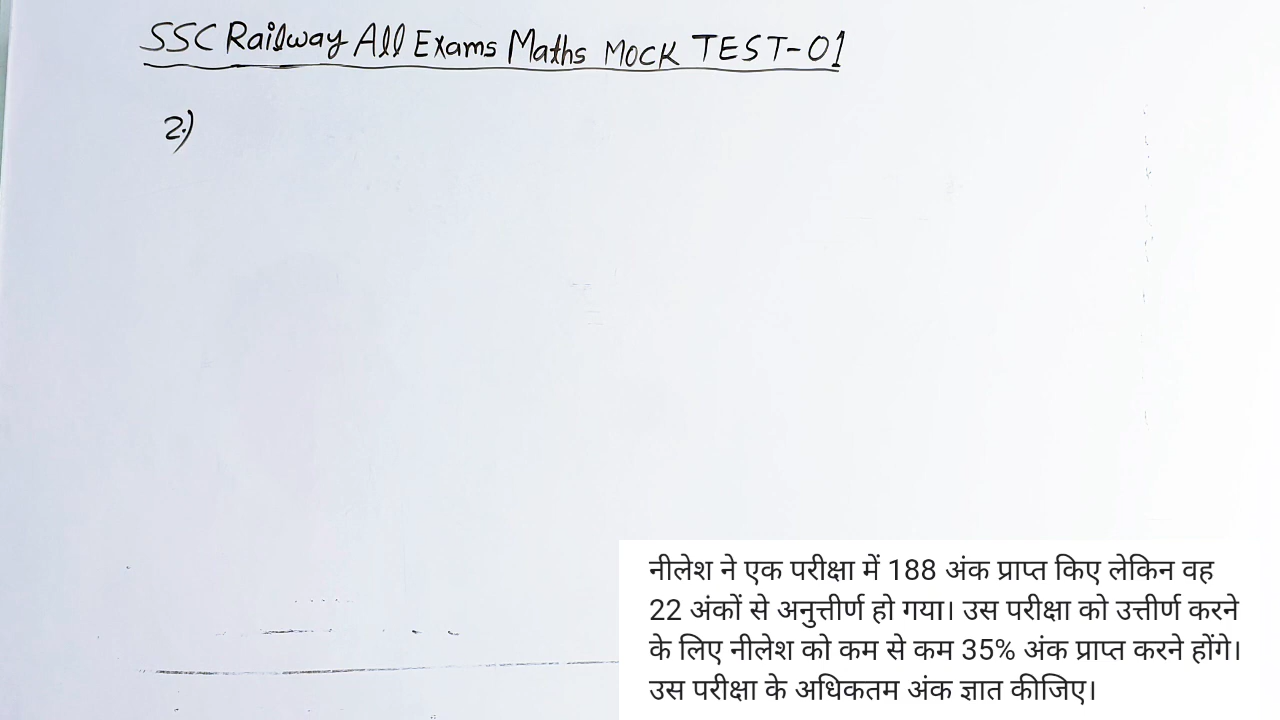 SSC Railway All Exams Maths MOCK TEST-01
2.)
नीलेश ने एक परीक्षा में 188 अंक प्राप्त किए लेकिन वह
22 अंकों से अनुत्तीर्ण हो गया। उस परीक्षा को उत्तीर्ण करने
के लिए नीलेश को कम से कम 35% अंक प्राप्त करने होंगे।
उस परीक्षा के अधिकतम अंक ज्ञात कीजिए।